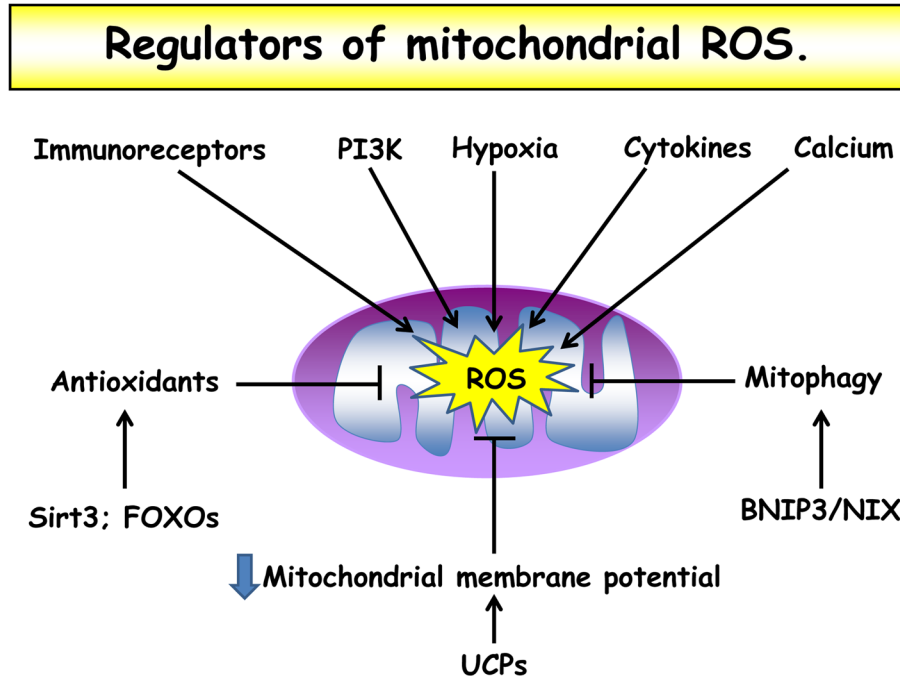 Regulators of mitochondrial ROS.
Immunoreceptors PI3K Hypoxia Cytokines Calcium
ROS
Antioxidants
Mitophagy
Sirt3; FOXOs
BNIP3/NIX
Mitochondrial membrane potential
UCPs